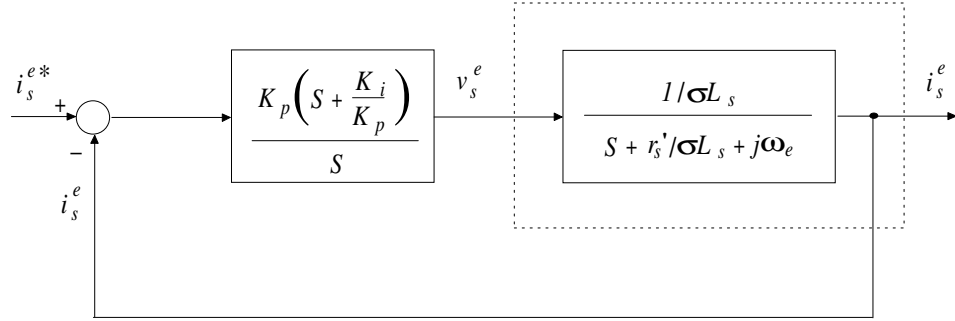 i_s^{e*}
+
−
i_s^e
K_p(S + K_i/K_p)
S
v_s^e
1/σL_s
S + r_s'/σL_s + jω_e
i_s^e